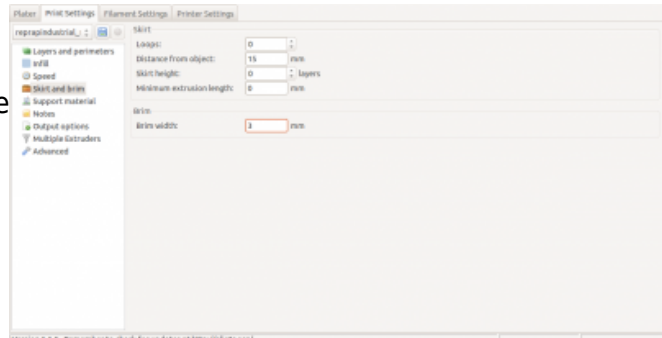 Plater Print Settings Filament Settings Printer Settings
reprapindustrial_
Layers and perimeters
Infill
Speed
Skirt and brim
Support material
Notes
Output options
Multiple Extruders
Advanced
Skirt
Loops: 0
Distance from object: 15 mm
Skirt height: 0 layers
Minimum extrusion length: 0 mm
Brim
Brim width: 3 mm
e